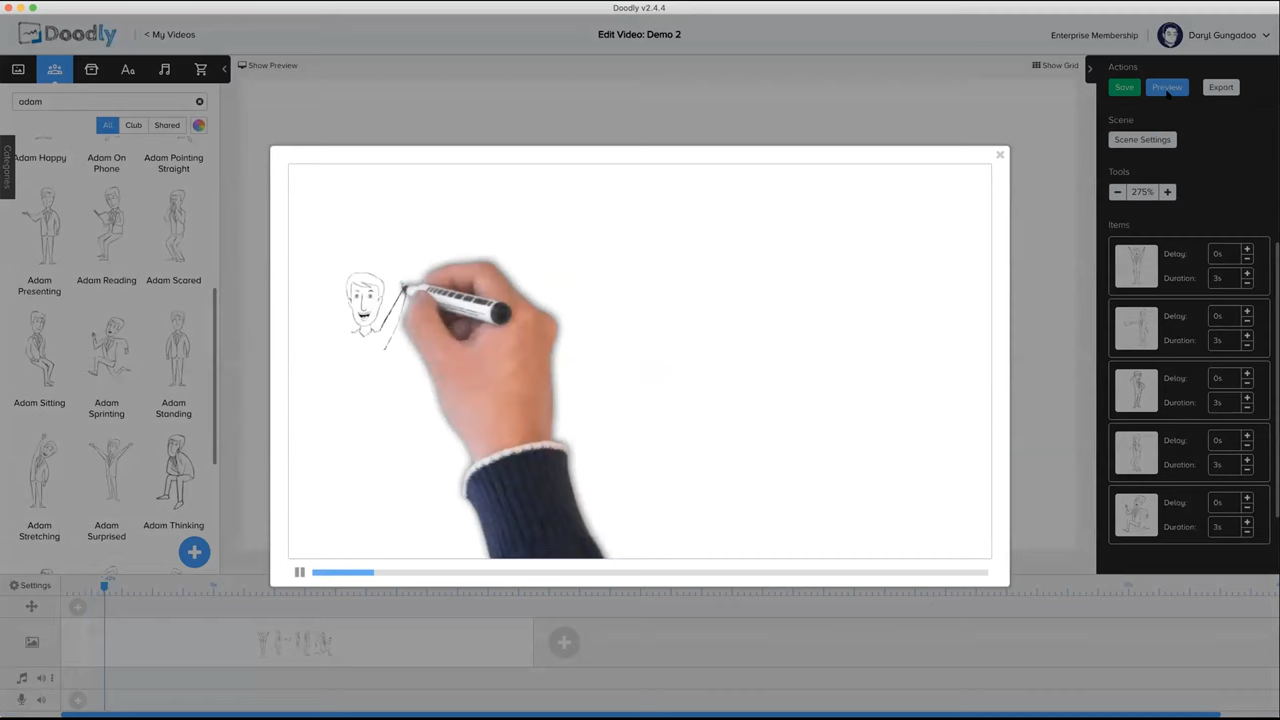 Doodly v2.4.4
Doodly
< My Videos
Edit Video: Demo 2
Enterprise Membership
Daryl Gungadoo
Show Preview
Show Grid
adam
All
Club
Shared
Categories
Adam Happy
Adam On Phone
Adam Pointing Straight
Adam Presenting
Adam Reading
Adam Scared
Adam Sitting
Adam Sprinting
Adam Standing
Adam Stretching
Adam Surprised
Adam Thinking
Actions
Save
Preview
Export
Scene
Scene Settings
Tools
275%
Items
Delay: 0s
Duration: 3s
Delay: 0s
Duration: 3s
Delay: 0s
Duration: 3s
Delay: 0s
Duration: 3s
Delay: 0s
Duration: 3s
Settings